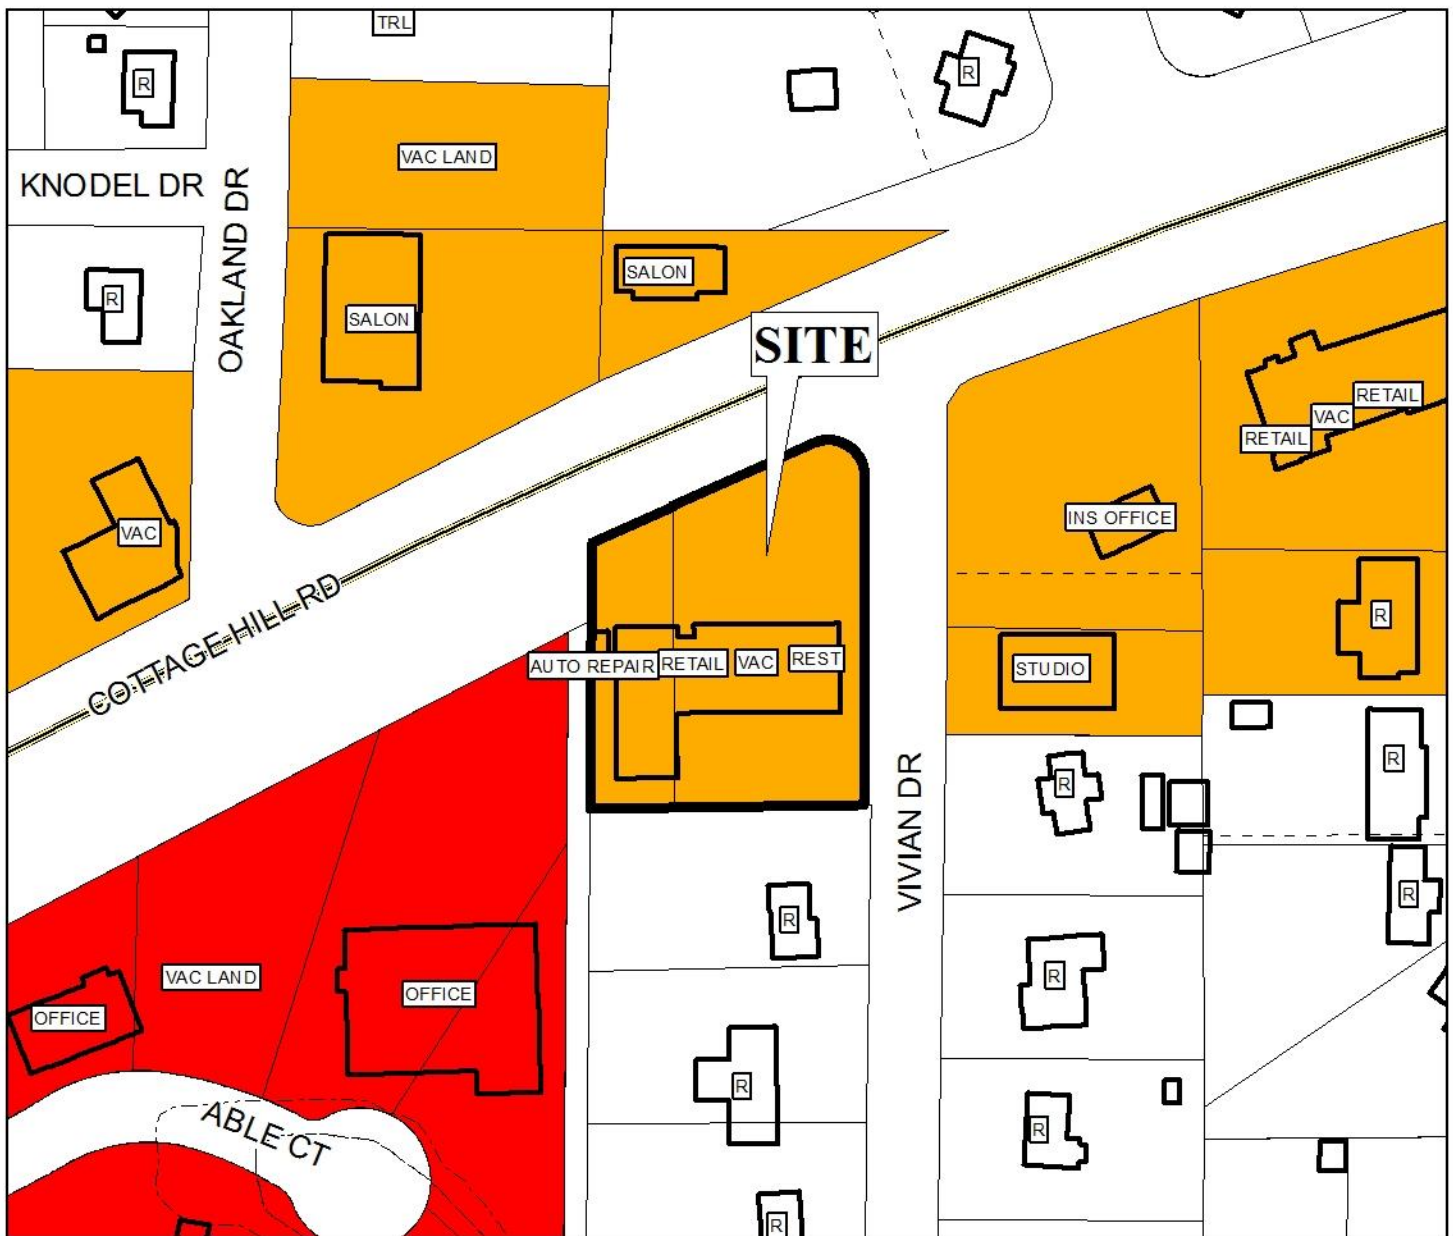 TRL
R
R
VAC LAND
KNODEL DR
OAKLAND DR
SALON
R
SALON
SITE
RETAIL
VAC
RETAIL
INS OFFICE
VAC
COTTAGE HILL RD
R
AUTO REPAIR
RETAIL
VAC
REST
STUDIO
R
R
VIVIAN DR
R
R
VAC LAND
R
OFFICE
OFFICE
R
ABLE CT
R
R